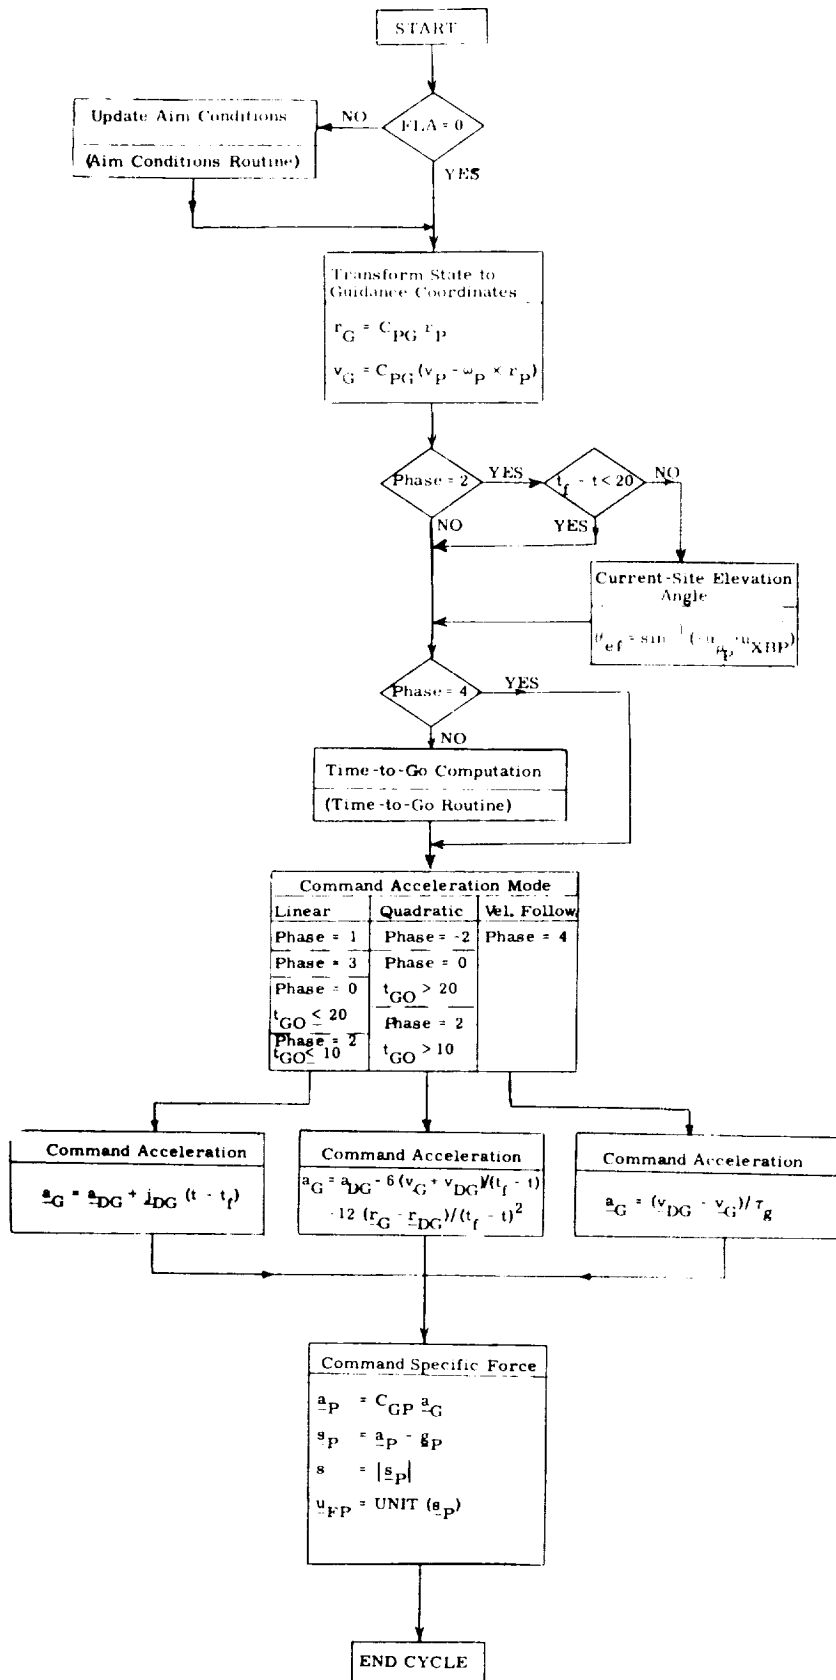 START
FLA = 0
NO
YES
Update Aim Conditions
(Aim Conditions Routine)
Transform State to
Guidance Coordinates
r_G = C_PG r_P
v_G = C_PG (v_P - ω_P × r_P)
Phase = 2
YES
NO
t_f - t < 20
NO
YES
Current-Site Elevation
Angle
Phase = 4
YES
NO
Time-to-Go Computation
(Time-to-Go Routine)
Command Acceleration Mode
Linear
Phase = 1
Phase = 3
Phase = 0
t_GO ≤ 20
Phase = 2
t_GO ≤ 10
Quadratic
Phase = -2
Phase = 0
t_GO > 20
Phase = 2
t_GO > 10
Vel. Follow
Phase = 4
Command Acceleration
a_G = a_DG + j_DG (t - t_f)
Command Acceleration
a_G = a_DG - 6 (v_G + v_DG)/(t_f - t)
-12 (r_G - r_DG)/(t_f - t)²
Command Acceleration
a_G = (v_DG - v_G)/τ_g
Command Specific Force
a_P = C_GP a_G
s_P = a_P - g_P
s = |s_P|
u_FP = UNIT (s_P)
END CYCLE